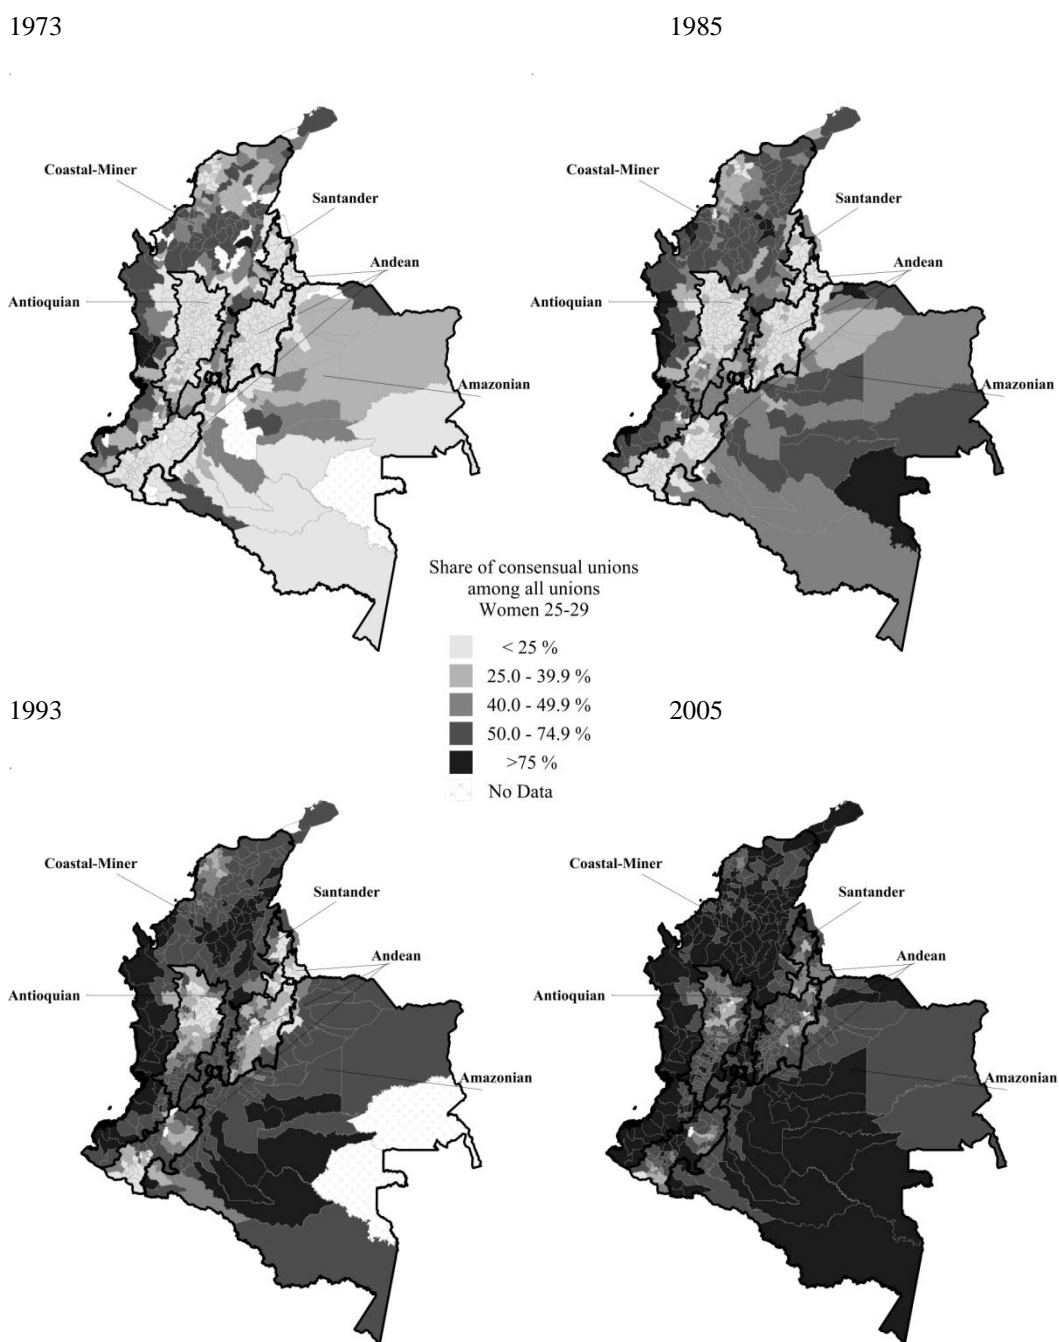 1973
1985
Coastal-Miner
Santander
Andean
Antioquian
Amazonian
Coastal-Miner
Santander
Andean
Antioquian
Amazonian
Share of consensual unions
among all unions
Women 25-29
< 25 %
25.0 - 39.9 %
40.0 - 49.9 %
50.0 - 74.9 %
>75 %
No Data
1993
2005
Coastal-Miner
Santander
Andean
Antioquian
Amazonian
Coastal-Miner
Santander
Andean
Antioquian
Amazonian